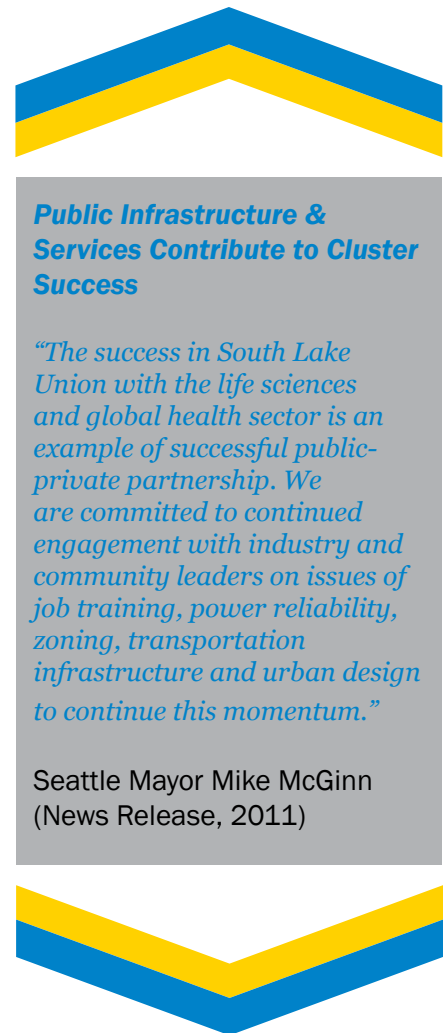 Public Infrastructure &
Services Contribute to Cluster
Success
“The success in South Lake
Union with the life sciences
and global health sector is an
example of successful public-
private partnership. We
are committed to continued
engagement with industry and
community leaders on issues of
job training, power reliability,
zoning, transportation
infrastructure and urban design
to continue this momentum.”
Seattle Mayor Mike McGinn
(News Release, 2011)